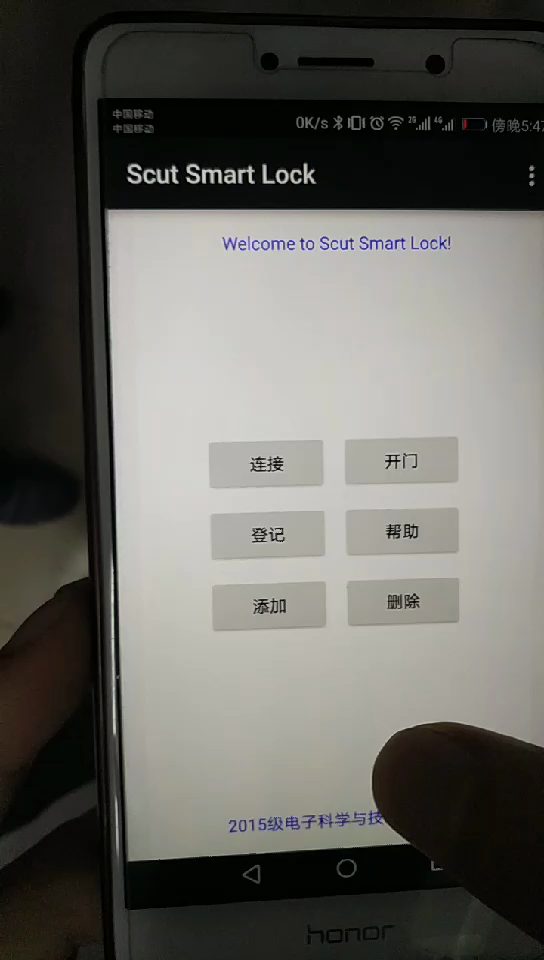 中国移动
中国移动
0K/s 2G 4G 傍晚5:47
Scut Smart Lock
Welcome to Scut Smart Lock!
连接 开门
登记 帮助
添加 删除
2015级电子科学与技
honor